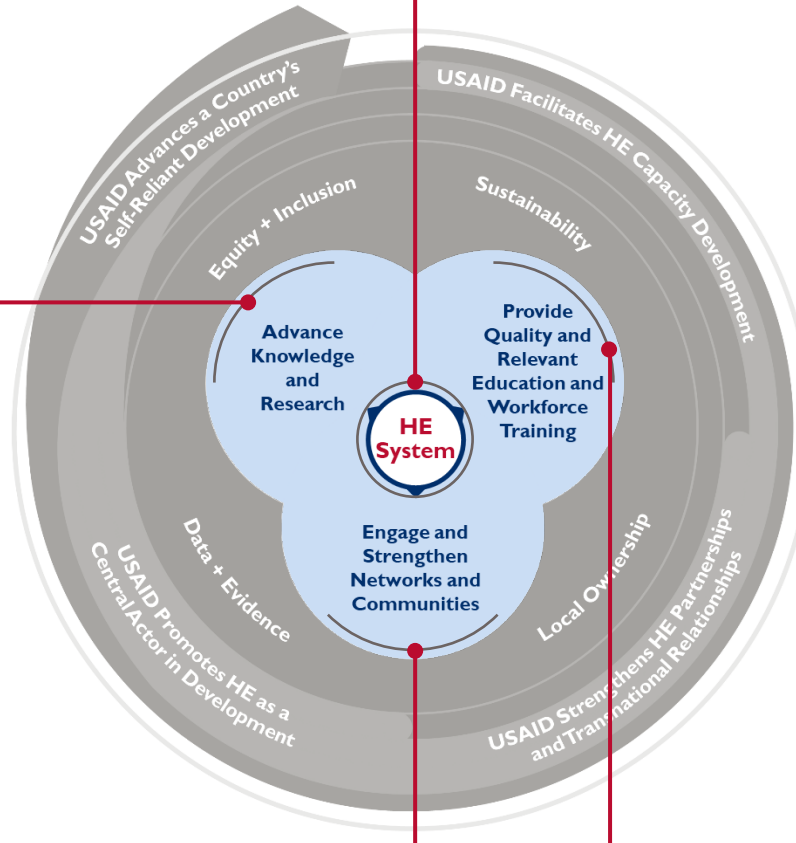 USAID Advances a Country's
Self-Reliant Development
USAID Facilitates HE Capacity Development
Equity + Inclusion
Sustainability
Advance
Knowledge
and
Research
Provide
Quality and
Relevant
Education and
Workforce
Training
HE
System
Engage and
Strengthen
Networks and
Communities
Data + Evidence
Local Ownership
USAID Promotes HE as a
Central Actor in Development
USAID Strengthens HE Partnerships
and Transnational Relationships